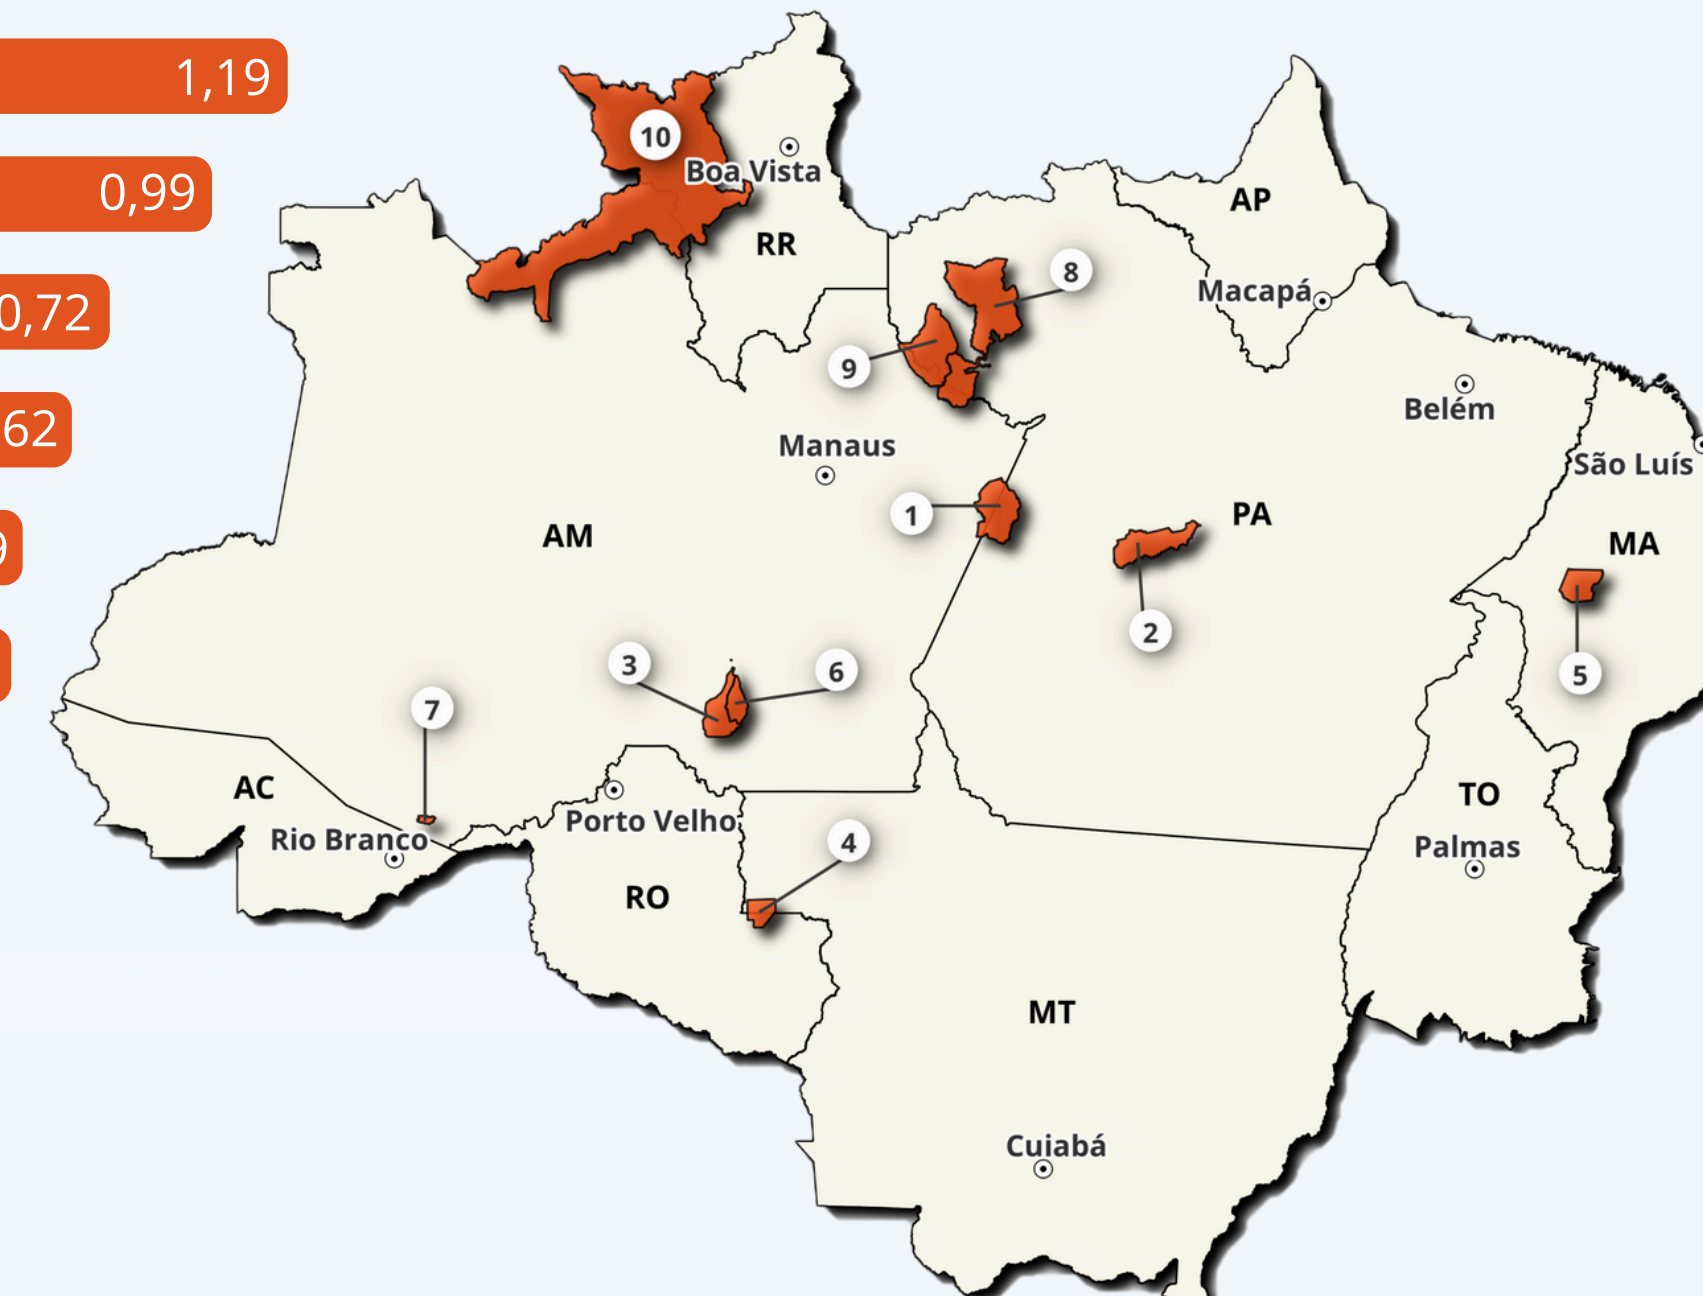 1,19
0,99
0,72
62
9
10
Boa Vista
RR
AP
8
Macapá
9
Belém
Manaus
São Luís
1
PA
AM
MA
2
3
6
5
7
AC
TO
Porto Velho
Rio Branco
4
Palmas
RO
MT
Cuiabá